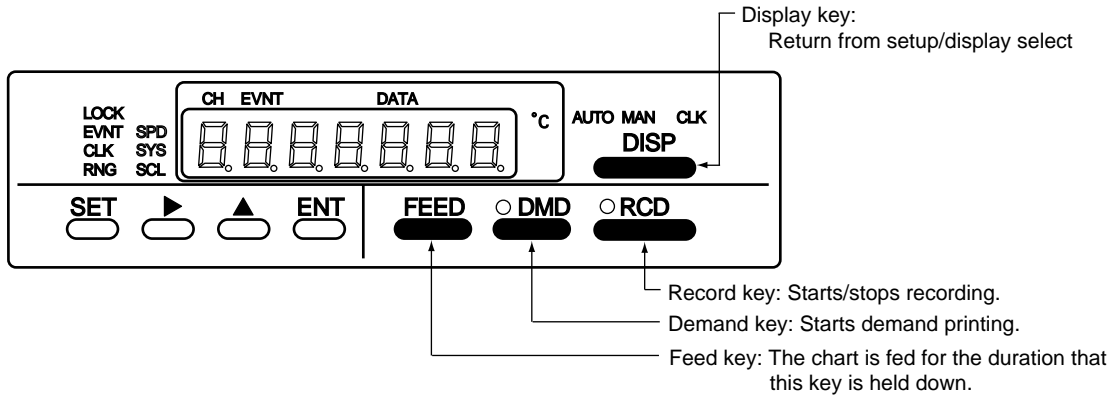 Display key:
Return from setup/display select
CH EVNT DATA
LOCK
EVNT SPD
CLK SYS
RNG SCL
°C
AUTO MAN CLK
DISP
SET ▶ ▲ ENT
FEED DMD RCD
Record key: Starts/stops recording.
Demand key: Starts demand printing.
Feed key: The chart is fed for the duration that
this key is held down.